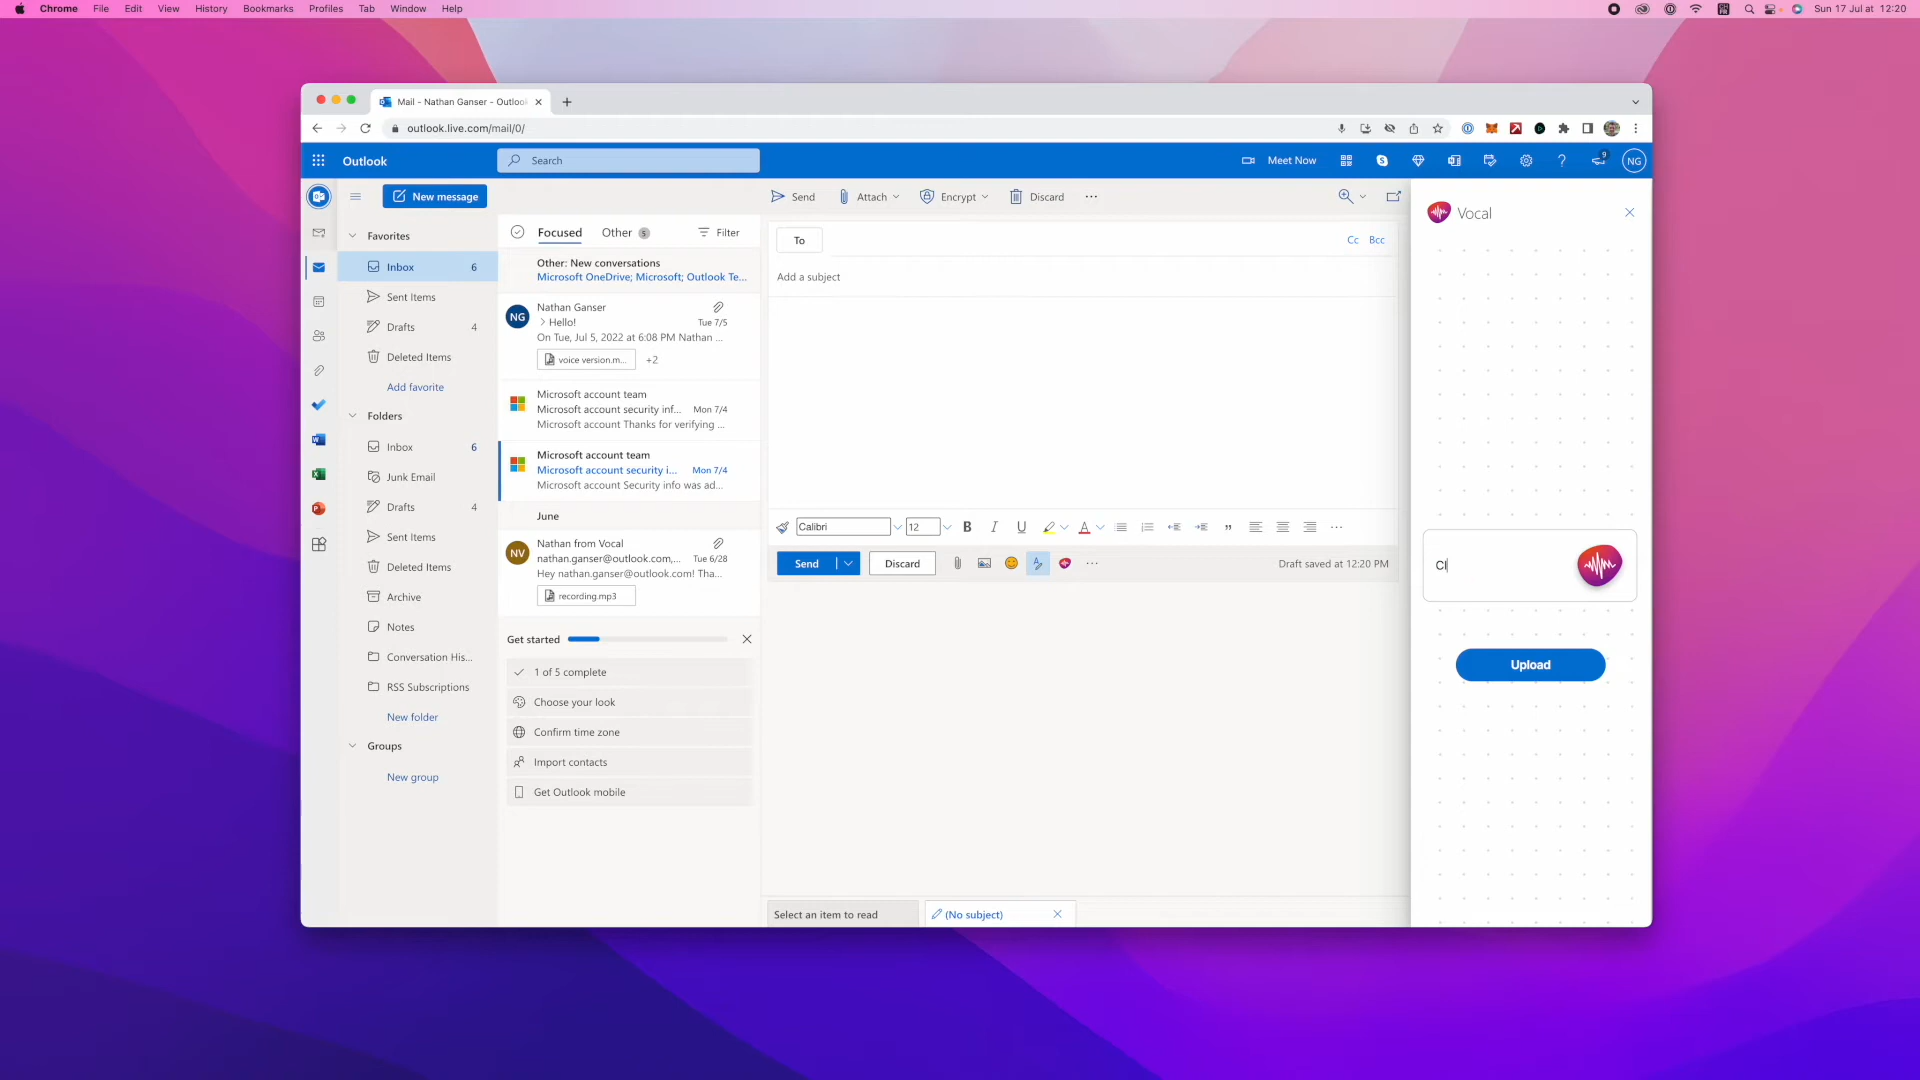 Chrome File Edit View History Bookmarks Profiles Tab Window Help
Sun 17 Jul at 12:20
Mail - Nathan Ganser - Outlook
outlook.live.com/mail/0/
Outlook
Search
Meet Now
9
NG
New message
Send
Attach
Encrypt
Discard
Vocal
Favorites
Inbox 6
Sent Items
Drafts 4
Deleted Items
Add favorite
Folders
Inbox 6
Junk Email
Drafts 4
Sent Items
Deleted Items
Archive
Notes
Conversation His...
RSS Subscriptions
New folder
Groups
New group
Focused
Other 5
Filter
Other: New conversations
Microsoft OneDrive; Microsoft; Outlook Te...
NG
Nathan Ganser
> Hello! Tue 7/5
On Tue, Jul 5, 2022 at 6:08 PM Nathan ...
voice version.m... +2
Microsoft account team
Microsoft account security inf... Mon 7/4
Microsoft account Thanks for verifying ...
Microsoft account team
Microsoft account security i... Mon 7/4
Microsoft account Security info was ad...
June
NV
Nathan from Vocal
nathan.ganser@outlook.com,... Tue 6/28
Hey nathan.ganser@outlook.com! Tha...
recording.mp3
Get started
1 of 5 complete
Choose your look
Confirm time zone
Import contacts
Get Outlook mobile
To
Cc Bcc
Add a subject
Calibri 12 B I U A
Send Discard
Draft saved at 12:20 PM
Select an item to read
(No subject)
Cl
Upload